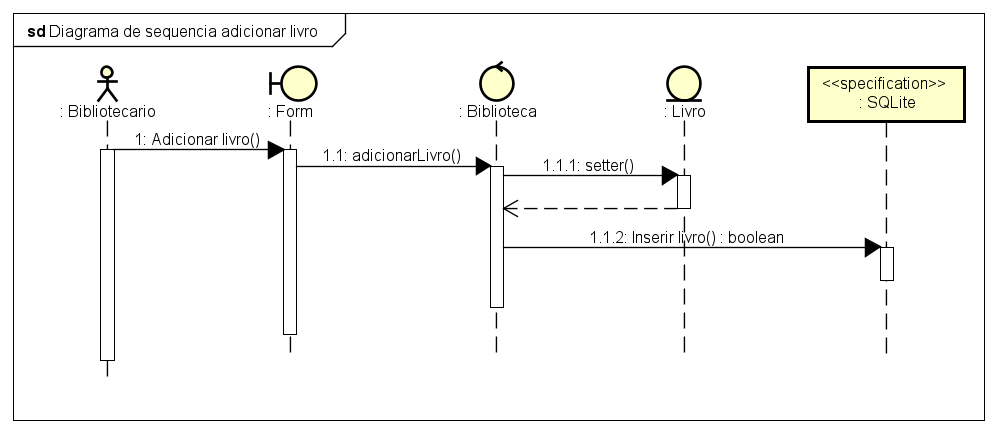 sd Diagrama de sequencia adicionar livro
: Bibliotecario
: Form
: Biblioteca
: Livro
<<specification>>
: SQLite
1: Adicionar livro()
1.1: adicionarLivro()
1.1.1: setter()
1.1.2: Inserir livro() : boolean